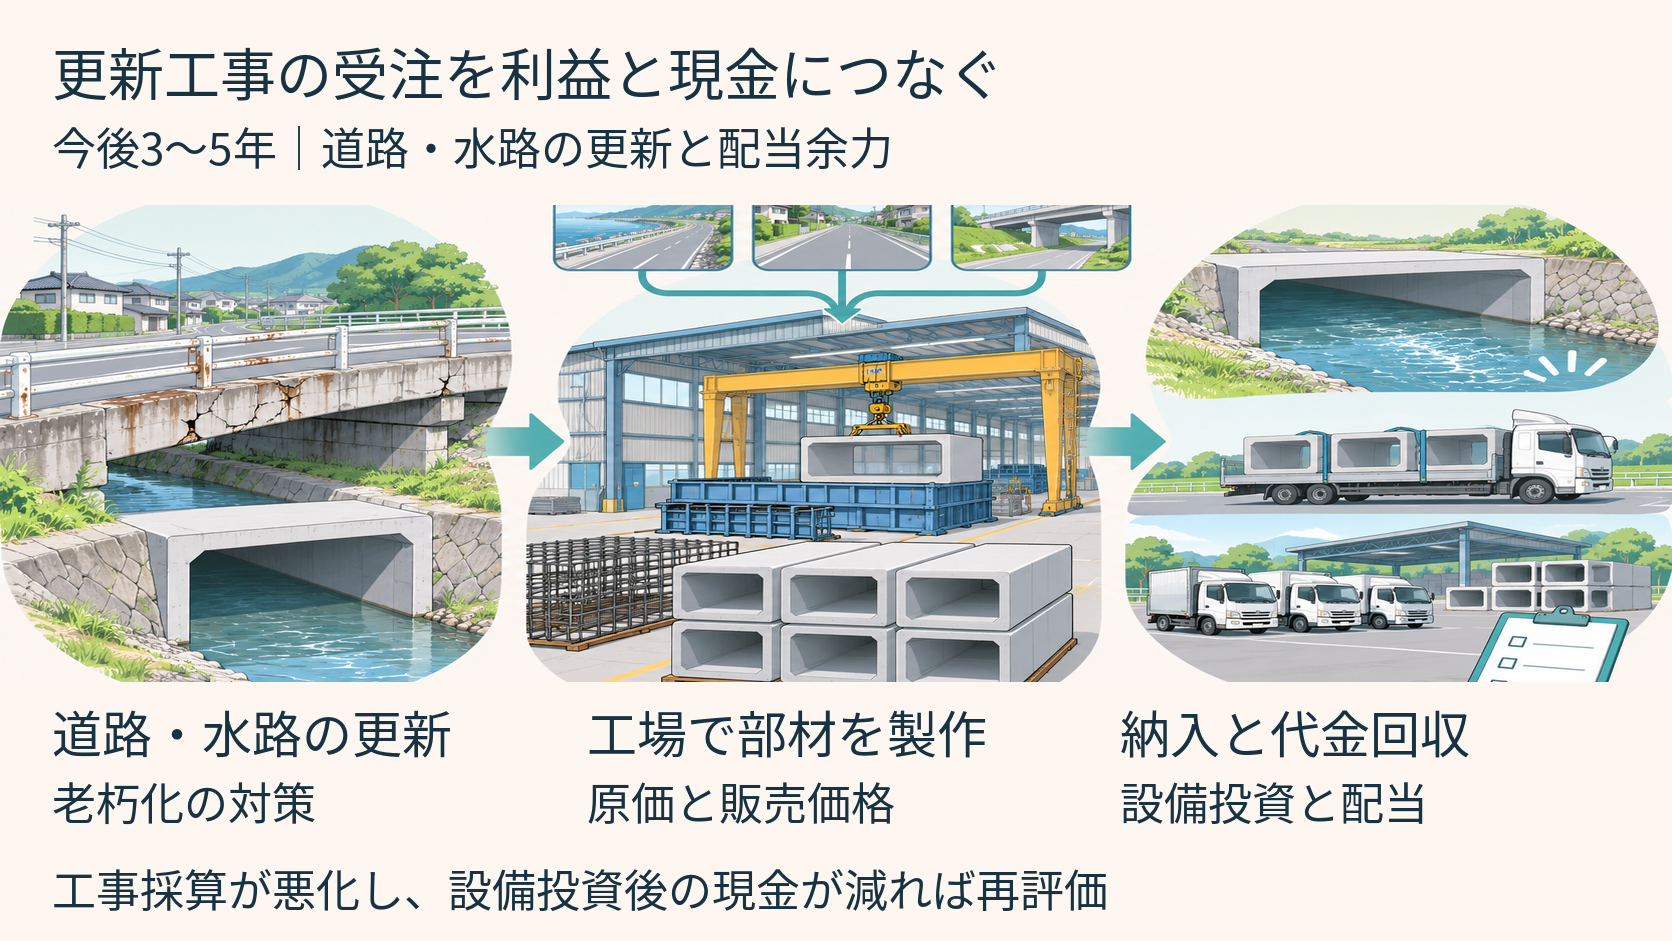 更新工事の受注を利益と現金につなぐ
今後3〜5年｜道路・水路の更新と配当余力
道路・水路の更新
老朽化の対策
工場で部材を製作
原価と販売価格
納入と代金回収
設備投資と配当
工事採算が悪化し、設備投資後の現金が減れば再評価